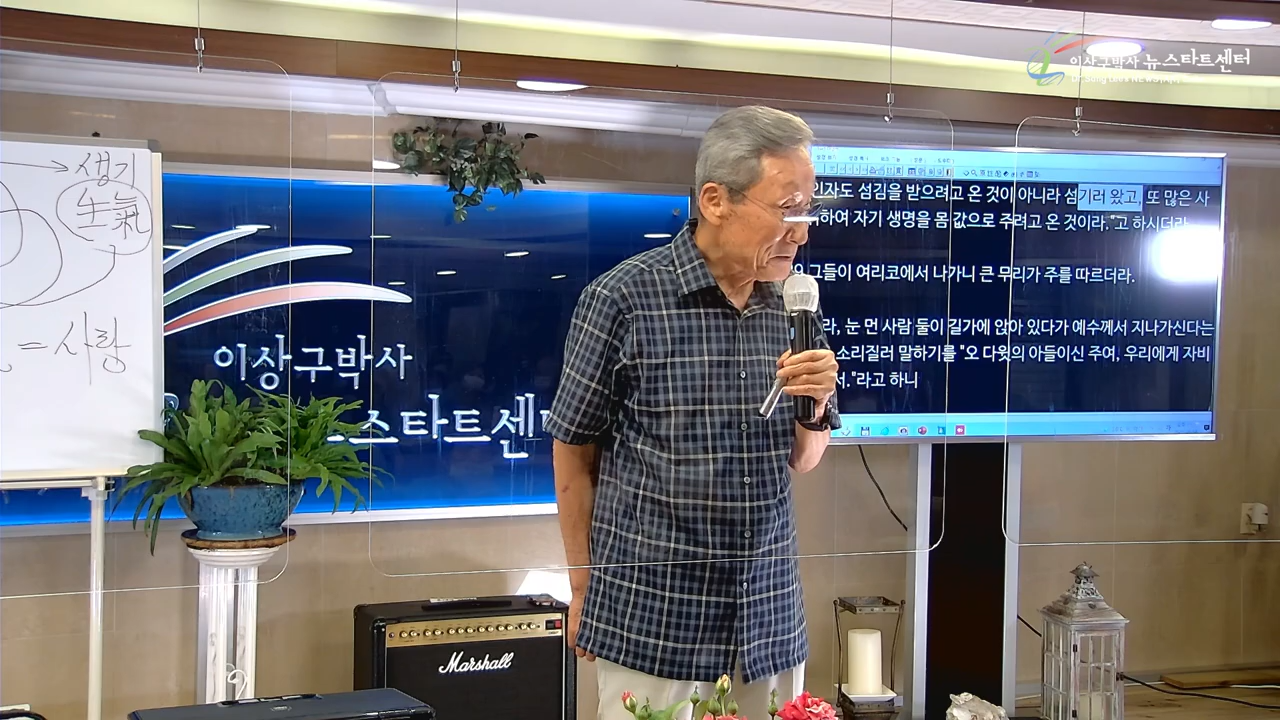 이상구박사 뉴스타트센터
생기
生氣
= 사랑
이상구박사
뉴스타트센
인자도 섬김을 받으려고 온 것이 아니라 섬기러 왔고, 또 많은 사
하여 자기 생명을 몸값으로 주려고 온 것이라."고 하시더라.
그들이 여리코에서 나가니 큰 무리가 주를 따르더라.
라, 눈 먼 사람 둘이 길가에 앉아 있다가 예수께서 지나가신다는
소리질러 말하기를 "오 다윗의 아들이신 주여, 우리에게 자비
서."라고 하니
Marshall